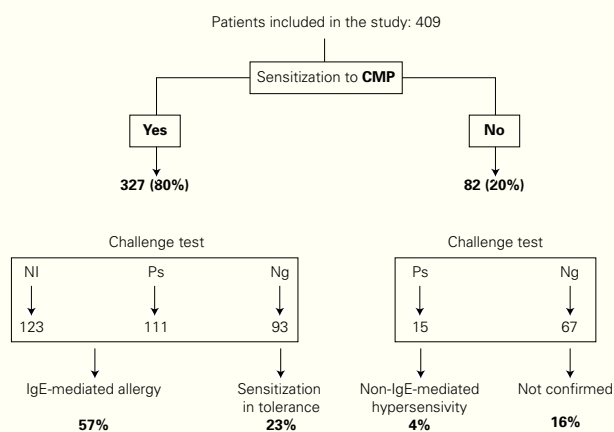 Patients included in the study: 409
Sensitization to CMP
Yes
No
327 (80%)
82 (20%)
Challenge test
Challenge test
NI
Ps
Ng
Ps
Ng
123
111
93
15
67
IgE-mediated allergy
Sensitization
in tolerance
Non-IgE-mediated
hypersensivity
Not confirmed
57%
23%
4%
16%